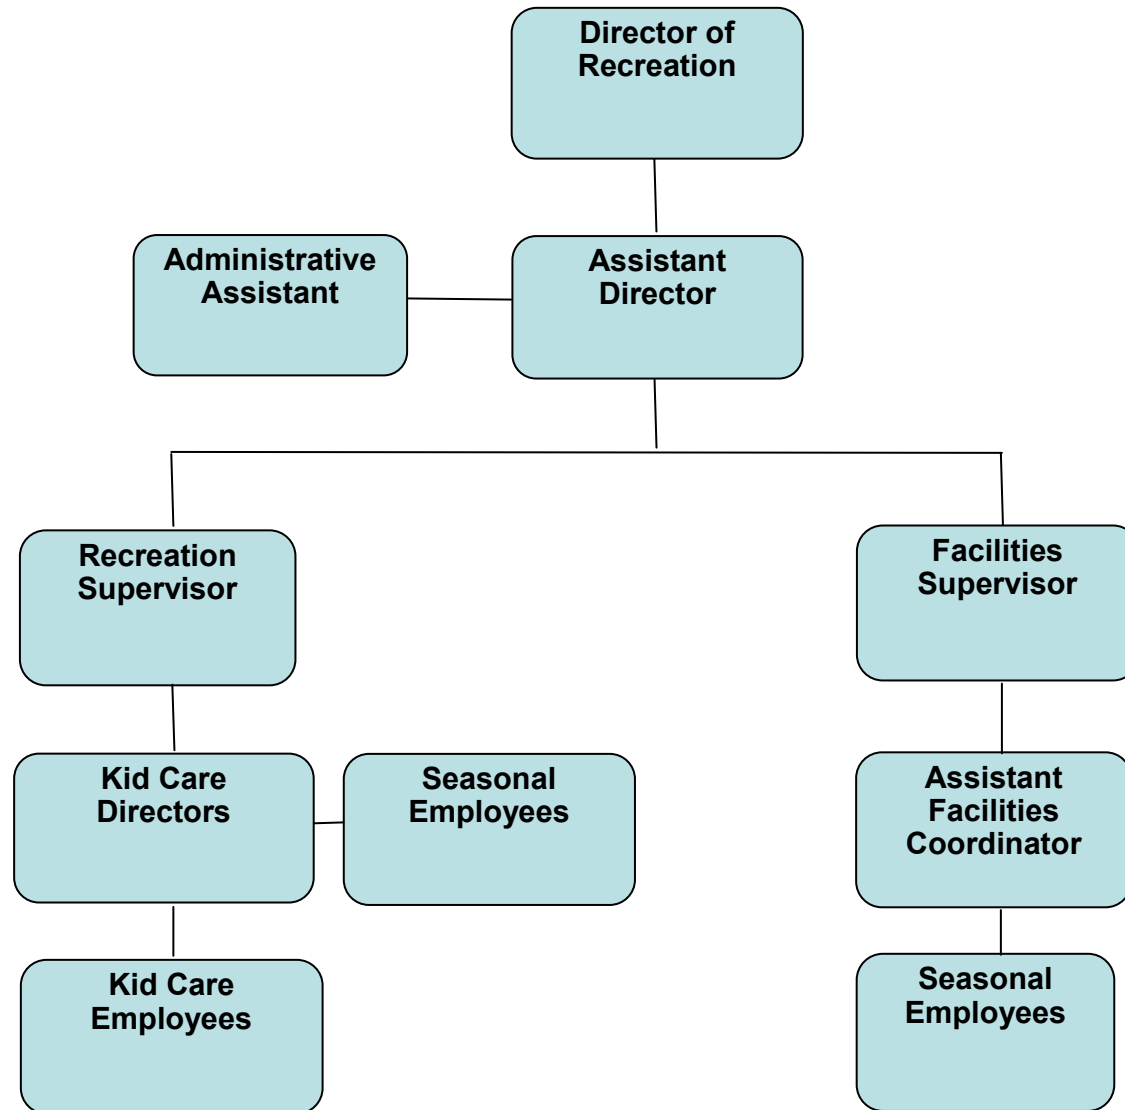 Director of
Recreation
Administrative
Assistant
Assistant
Director
Recreation
Supervisor
Facilities
Supervisor
Kid Care
Directors
Seasonal
Employees
Assistant
Facilities
Coordinator
Kid Care
Employees
Seasonal
Employees